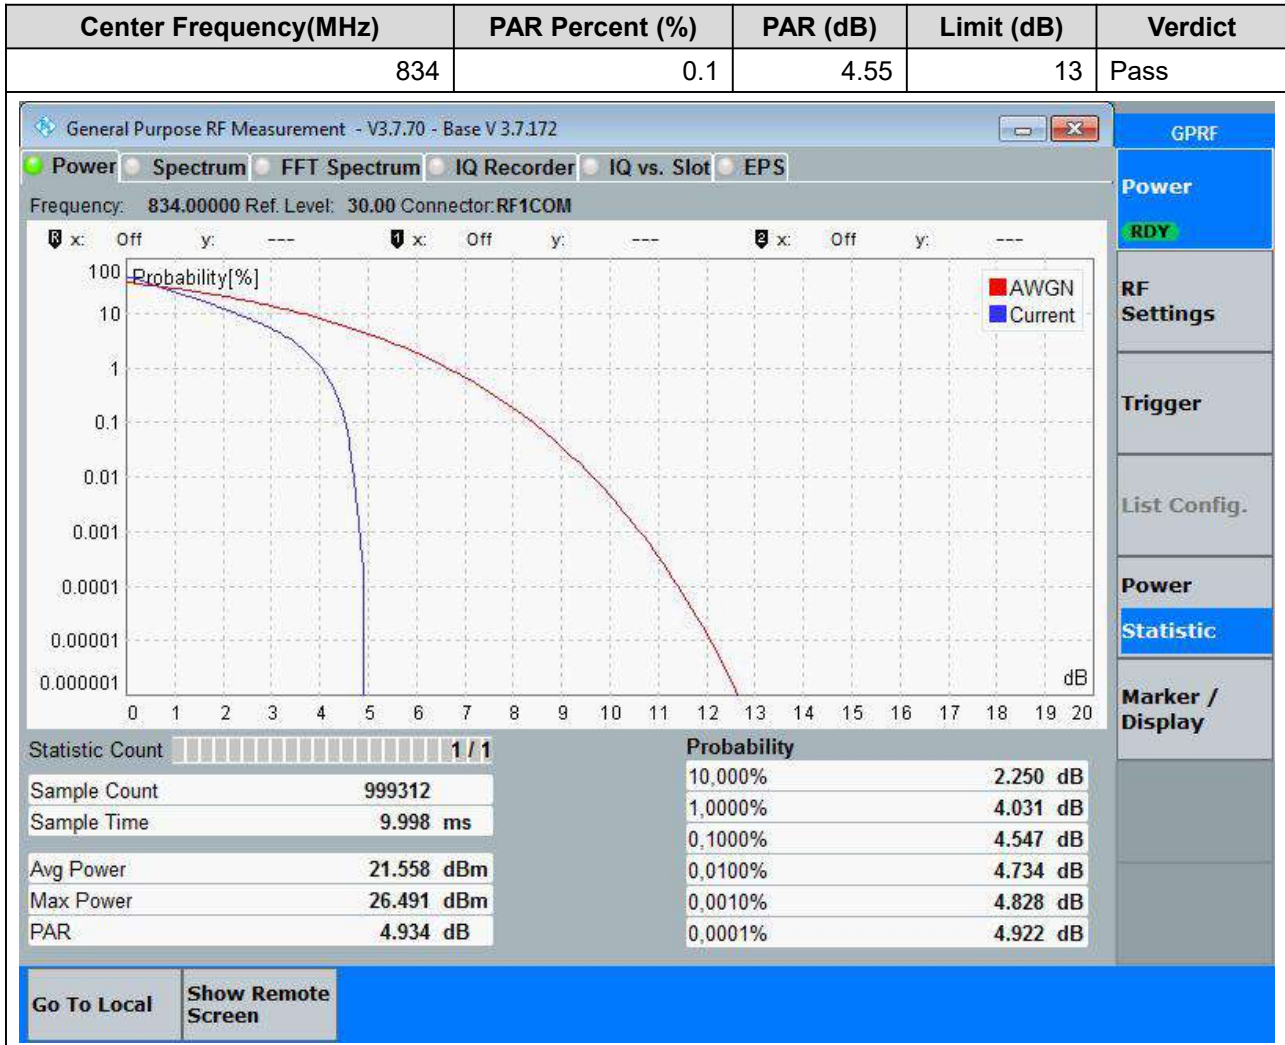 Center Frequency(MHz) PAR Percent (%) PAR (dB) Limit (dB) Verdict
834 0.1 4.55 13 Pass
General Purpose RF Measurement - V3.7.70 - Base V 3.7.172
GPRF
Power Spectrum FFT Spectrum IQ Recorder IQ vs. Slot EPS
Frequency: 834.00000 Ref. Level: 30.00 Connector: RF1COM
R x: Off y: --- 1 x: Off y: --- 2 x: Off y: ---
Probability[%]
AWGN
Current
100
10
1
0.1
0.01
0.001
0.0001
0.00001
0.000001
dB
0 1 2 3 4 5 6 7 8 9 10 11 12 13 14 15 16 17 18 19 20
Statistic Count 1 / 1
Sample Count 999312
Sample Time 9.998 ms
Avg Power 21.558 dBm
Max Power 26.491 dBm
PAR 4.934 dB
Probability
10,000% 2.250 dB
1,0000% 4.031 dB
0,1000% 4.547 dB
0,0100% 4.734 dB
0,0010% 4.828 dB
0,0001% 4.922 dB
Power
RDY
RF
Settings
Trigger
List Config.
Power
Statistic
Marker /
Display
Go To Local
Show Remote
Screen